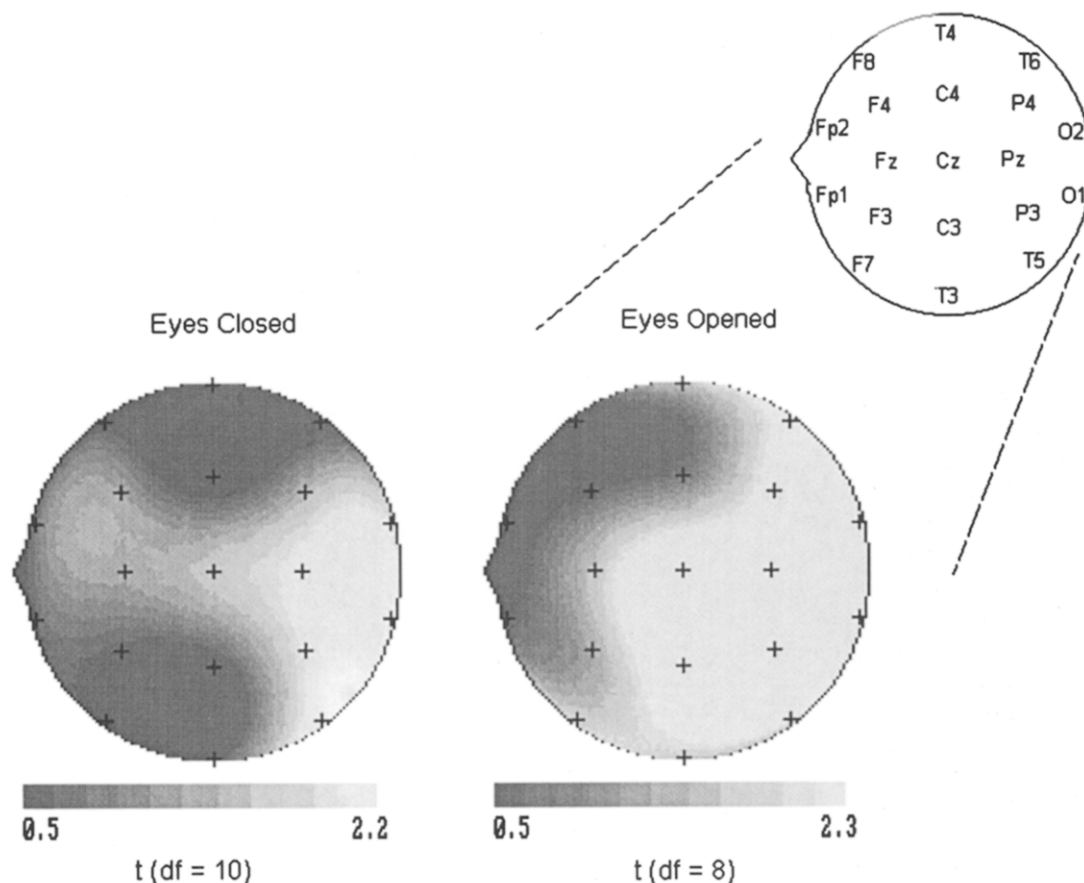 T4
F8 T6
F4 C4 P4
Fp2 O2
Fz Cz Pz
Fp1 O1
F3 C3 P3
F7 T5
T3
Eyes Closed
Eyes Opened
0.5 2.2
t (df = 10)
0.5 2.3
t (df = 8)